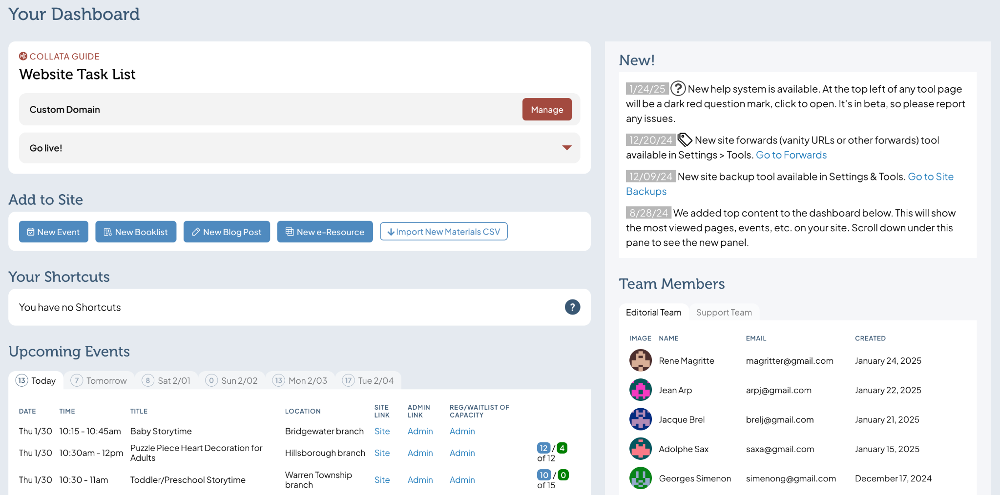 Your Dashboard
COLLATA GUIDE
Website Task List
Custom Domain
Manage
Go live!
Add to Site
New Event
New Booklist
New Blog Post
New e-Resource
Import New Materials CSV
Your Shortcuts
You have no Shortcuts
?
Upcoming Events
13 Today
7 Tomorrow
8 Sat 2/01
0 Sun 2/02
13 Mon 2/03
17 Tue 2/04
DATE TIME TITLE LOCATION SITE LINK ADMIN LINK REG/WAITLIST OF CAPACITY
Thu 1/30 10:15 - 10:45am Baby Storytime Bridgewater branch Site Admin Admin
Thu 1/30 10:30am - 12pm Puzzle Piece Heart Decoration for Adults Hillsborough branch Site Admin Admin 12 / 4 of 12
Thu 1/30 10:30 - 11am Toddler/Preschool Storytime Warren Township branch Site Admin Admin 10 / 0 of 15
New!
1/24/25 ? New help system is available. At the top left of any tool page
will be a dark red question mark, click to open. It's in beta, so please report
any issues.
12/20/24 New site forwards (vanity URLs or other forwards) tool
available in Settings > Tools. Go to Forwards
12/09/24 New site backup tool available in Settings & Tools. Go to Site
Backups
8/28/24 We added top content to the dashboard below. This will show
the most viewed pages, events, etc. on your site. Scroll down under this
pane to see the new panel.
Team Members
Editorial Team
Support Team
IMAGE NAME EMAIL CREATED
Rene Magritte magritter@gmail.com January 24, 2025
Jean Arp arpj@gmail.com January 22, 2025
Jacque Brel brelj@gmail.com January 21, 2025
Adolphe Sax saxa@gmail.com January 15, 2025
Georges Simenon simenong@gmail.com December 17, 2024